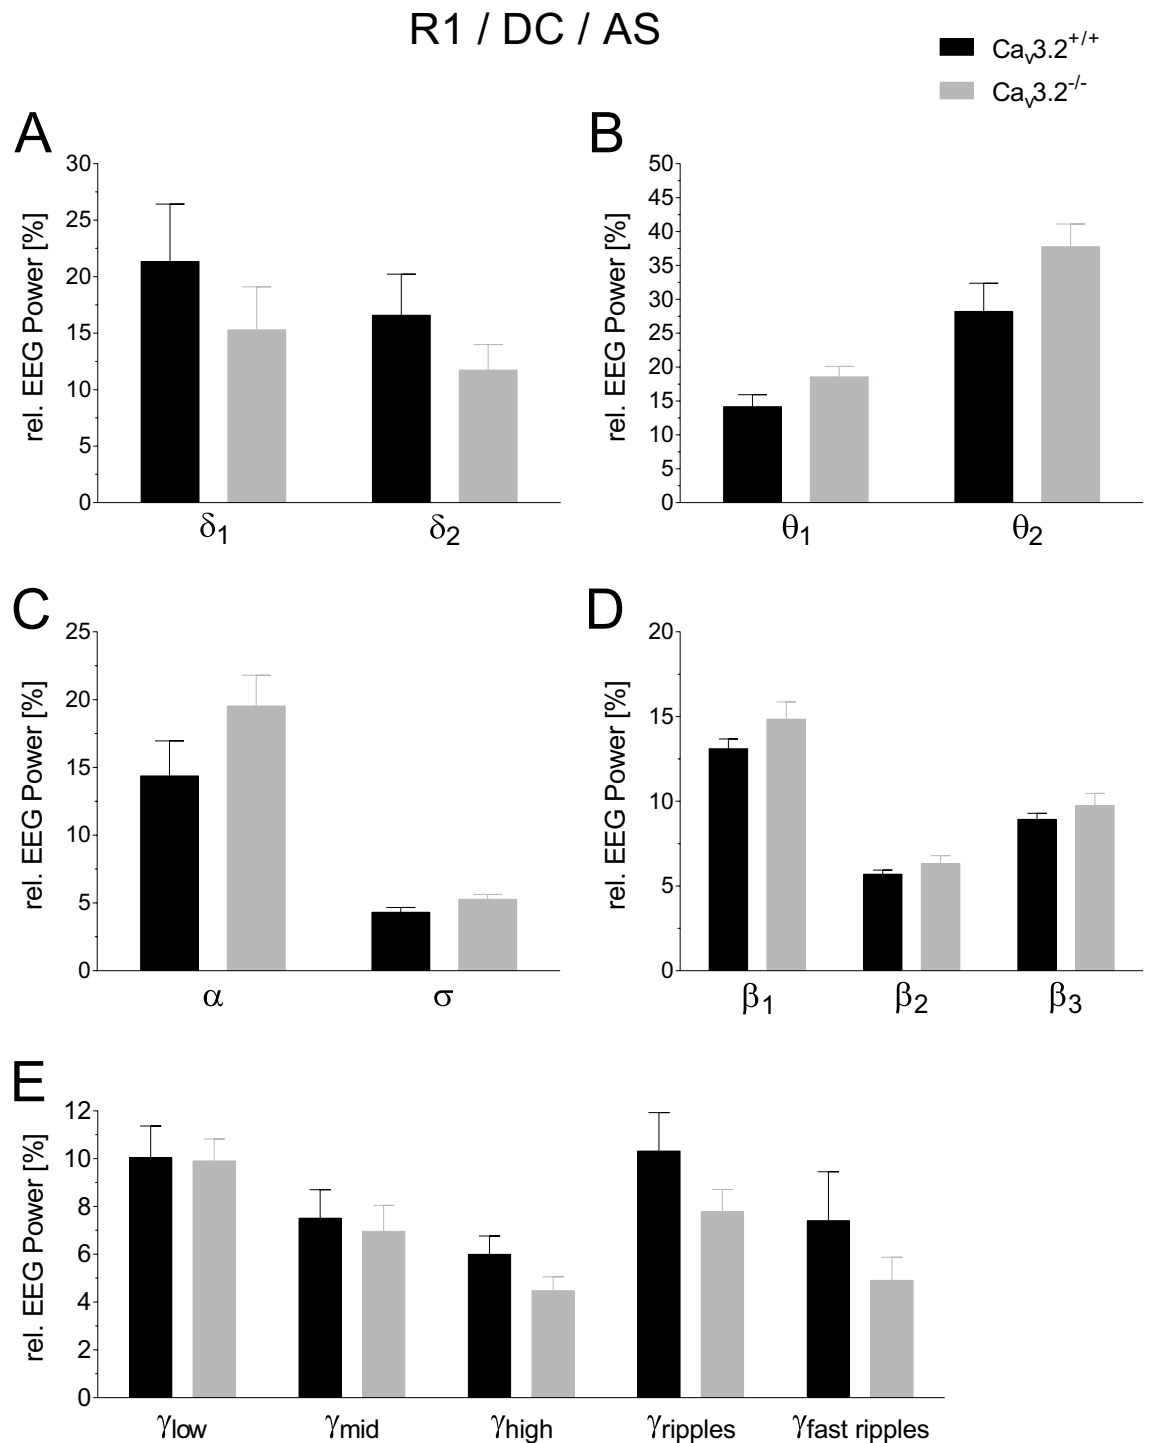 R1 / DC / AS
Cav3.2+/+
Cav3.2-/-
A
rel. EEG Power [%]
30
25
20
15
10
5
0
δ1 δ2
B
rel. EEG Power [%]
50
45
40
35
30
25
20
15
10
5
0
θ1 θ2
C
rel. EEG Power [%]
25
20
15
10
5
0
α σ
D
rel. EEG Power [%]
20
15
10
5
0
β1 β2 β3
E
rel. EEG Power [%]
12
10
8
6
4
2
0
γlow γmid γhigh γripples γfast ripples